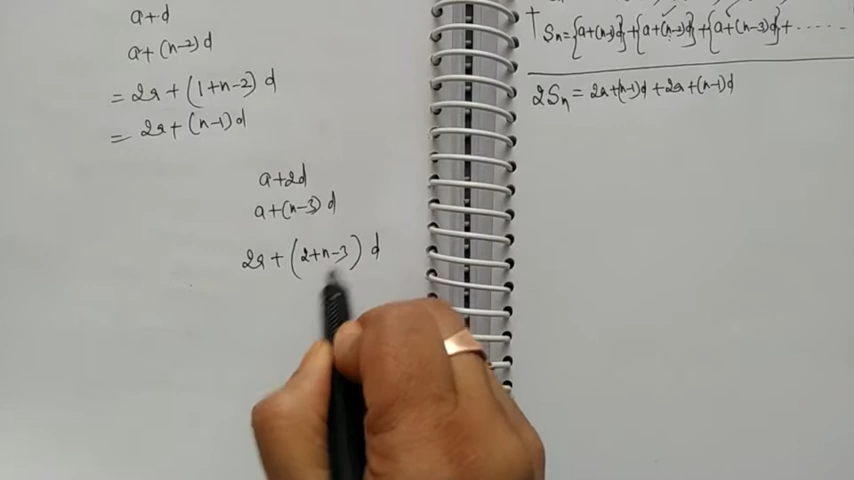 a+d
a+(n-2)d
= 2a+(1+n-2)d
= 2a+(n-1)d
a+2d
a+(n-3)d
2a+(2+n-3)d
+ Sₙ={a+(n-1)d}+{a+(n-2)d}+{a+(n-3)d}+......
2Sₙ = 2a+(n-1)d+2a+(n-1)d